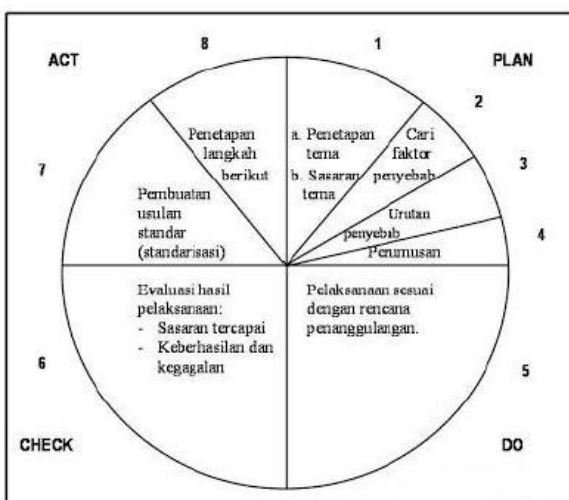 8
1
ACT
PLAN
2
3
4
5
6
7
Penetapan
langkah
berikut
a. Penetapan
tema
b. Sasaran
tema
Cari
faktor
penyebab
Urutan
penyebab
Perumusan
Pembuatan
usulan
standar
(standarisasi)
Evaluasi hasil
pelaksanaan:
- Sasaran tercapai
- Keberhasilan dan
kegagalan
Pelaksanaan sesuai
dengan rencana
penanggulangan.
CHECK
DO